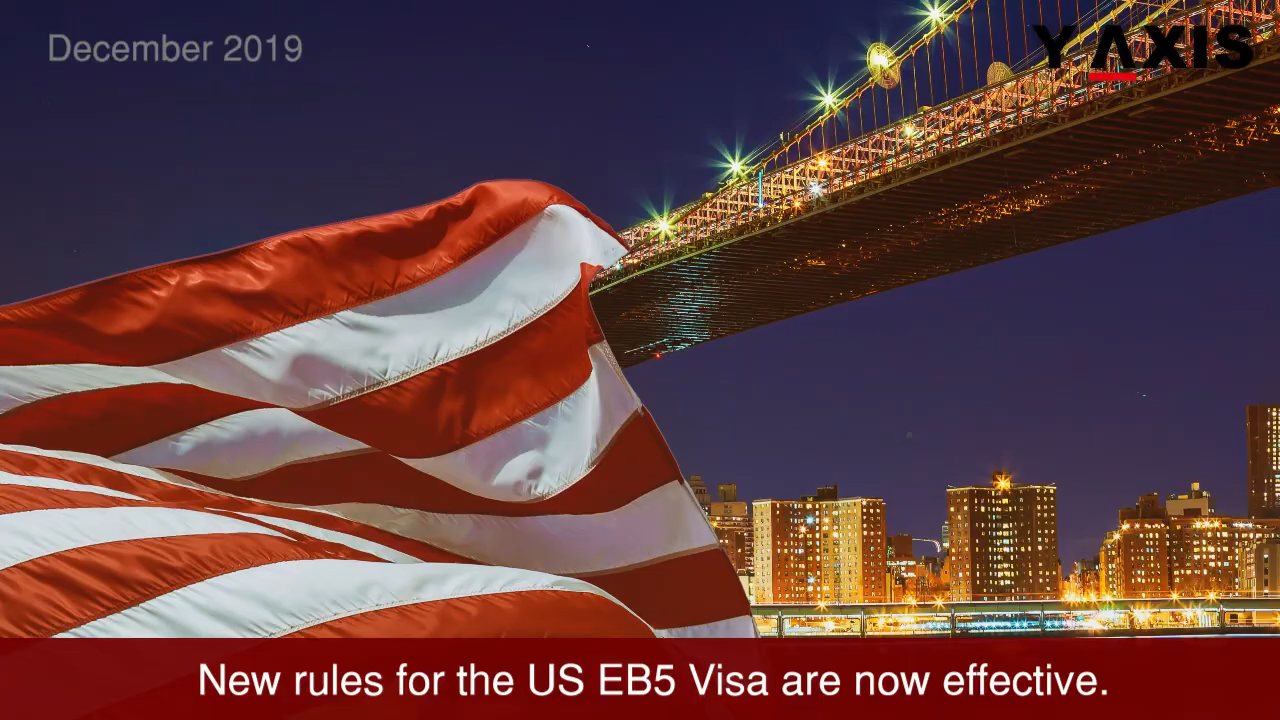 December 2019
Y AXIS
New rules for the US EB5 Visa are now effective.